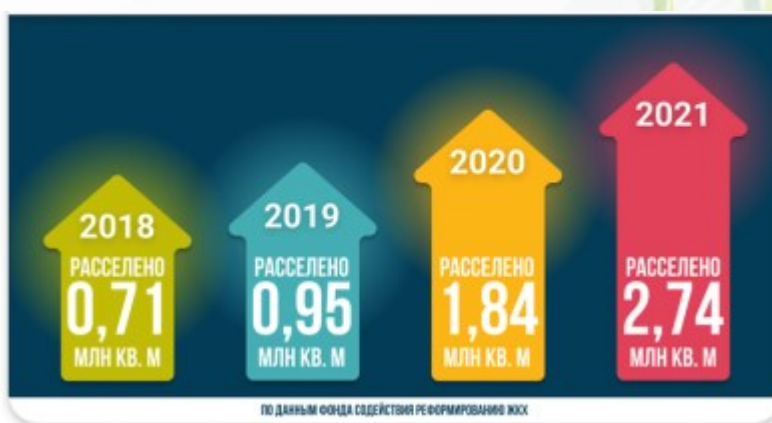 2018
РАССЕЛЕНО
0,71
МЛН КВ. М
2019
РАССЕЛЕНО
0,95
МЛН КВ. М
2020
РАССЕЛЕНО
1,84
МЛН КВ. М
2021
РАССЕЛЕНО
2,74
МЛН КВ. М
ПО ДАННЫМ ФОНДА СОДЕЙСТВИЯ РЕФОРМИРОВАНИЮ ЖКХ